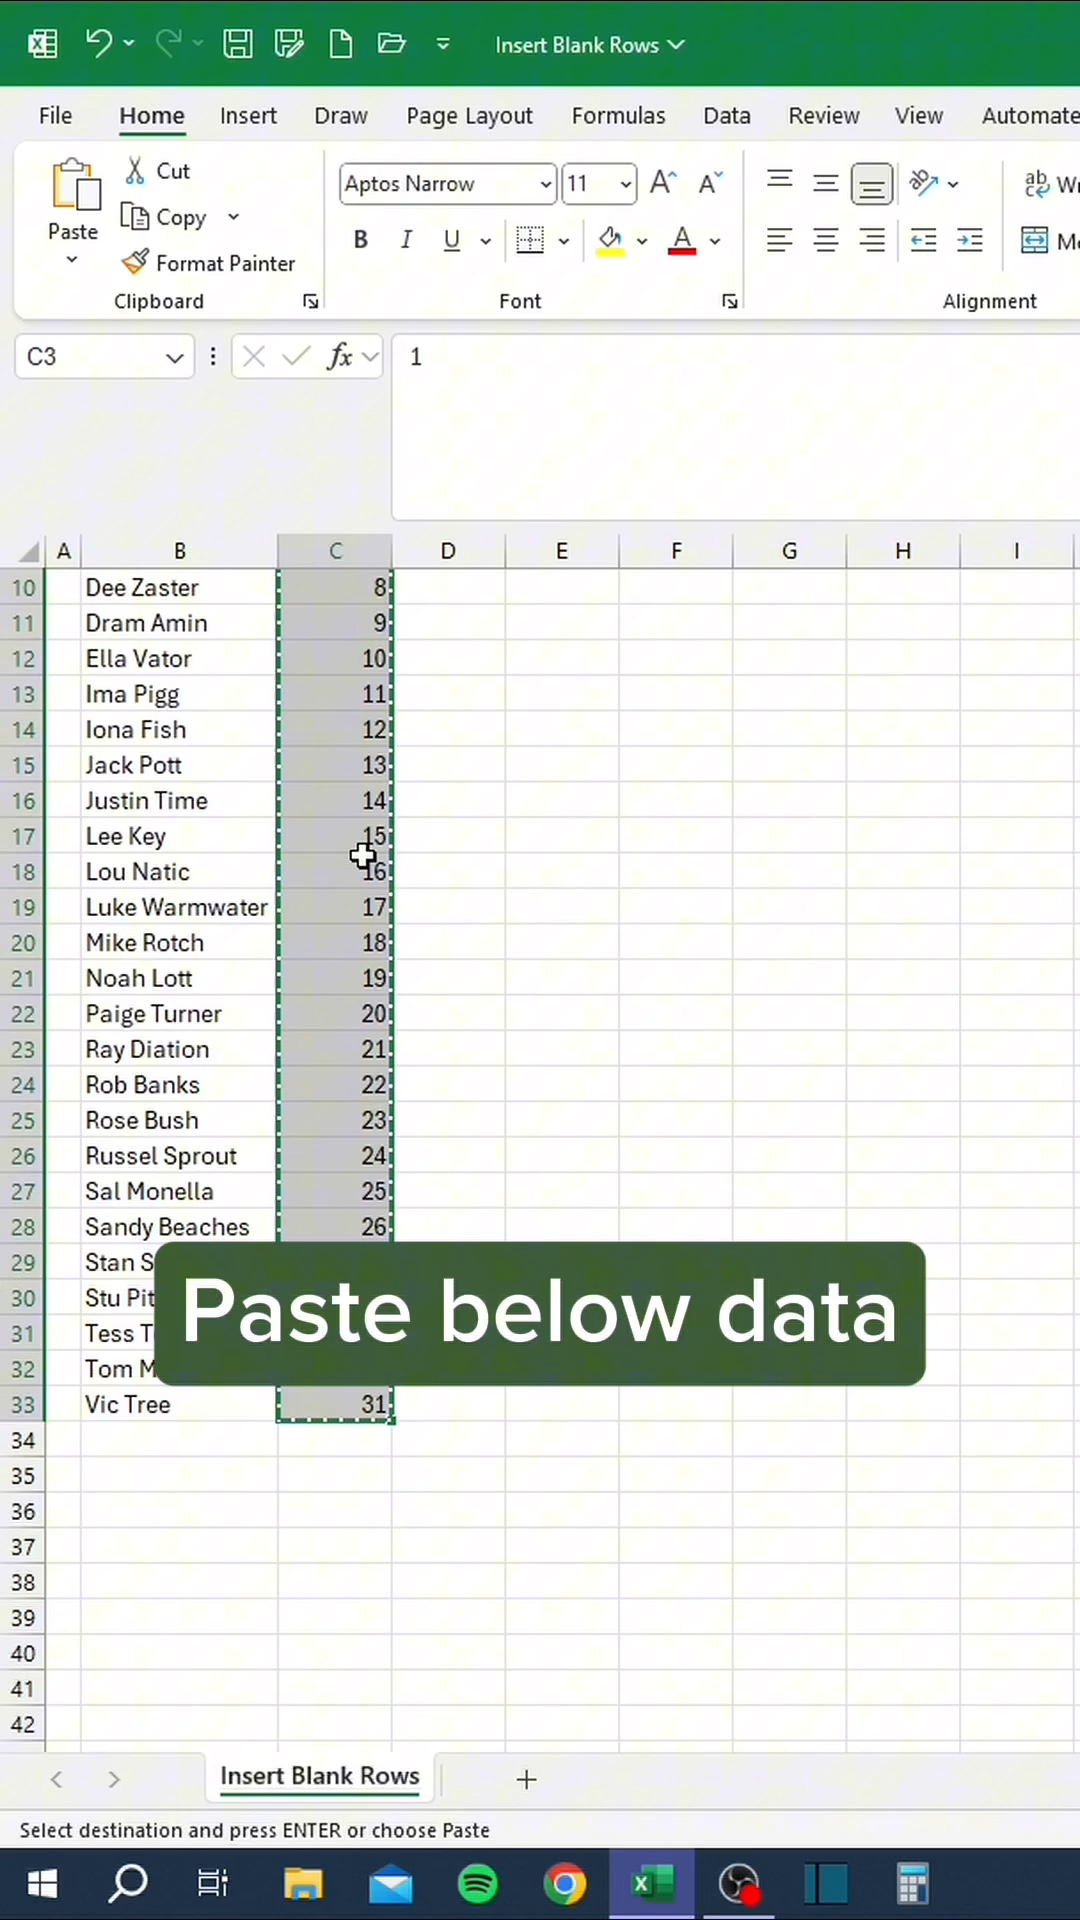 Insert Blank Rows
File Home Insert Draw Page Layout Formulas Data Review View Automate
Paste
Cut
Copy
Format Painter
Clipboard
Aptos Narrow 11 A A
B I U A
Font
ab
Alignment
C3 fx 1
A B C D E F G H I
10 Dee Zaster 8
11 Dram Amin 9
12 Ella Vator 10
13 Ima Pigg 11
14 Iona Fish 12
15 Jack Pott 13
16 Justin Time 14
17 Lee Key 15
18 Lou Natic 16
19 Luke Warmwater 17
20 Mike Rotch 18
21 Noah Lott 19
22 Paige Turner 20
23 Ray Diation 21
24 Rob Banks 22
25 Rose Bush 23
26 Russel Sprout 24
27 Sal Monella 25
28 Sandy Beaches 26
29 Stan S
30 Stu Pit
31 Tess T
32 Tom M
Paste below data
33 Vic Tree 31
34
35
36
37
38
39
40
41
42
Insert Blank Rows
Select destination and press ENTER or choose Paste